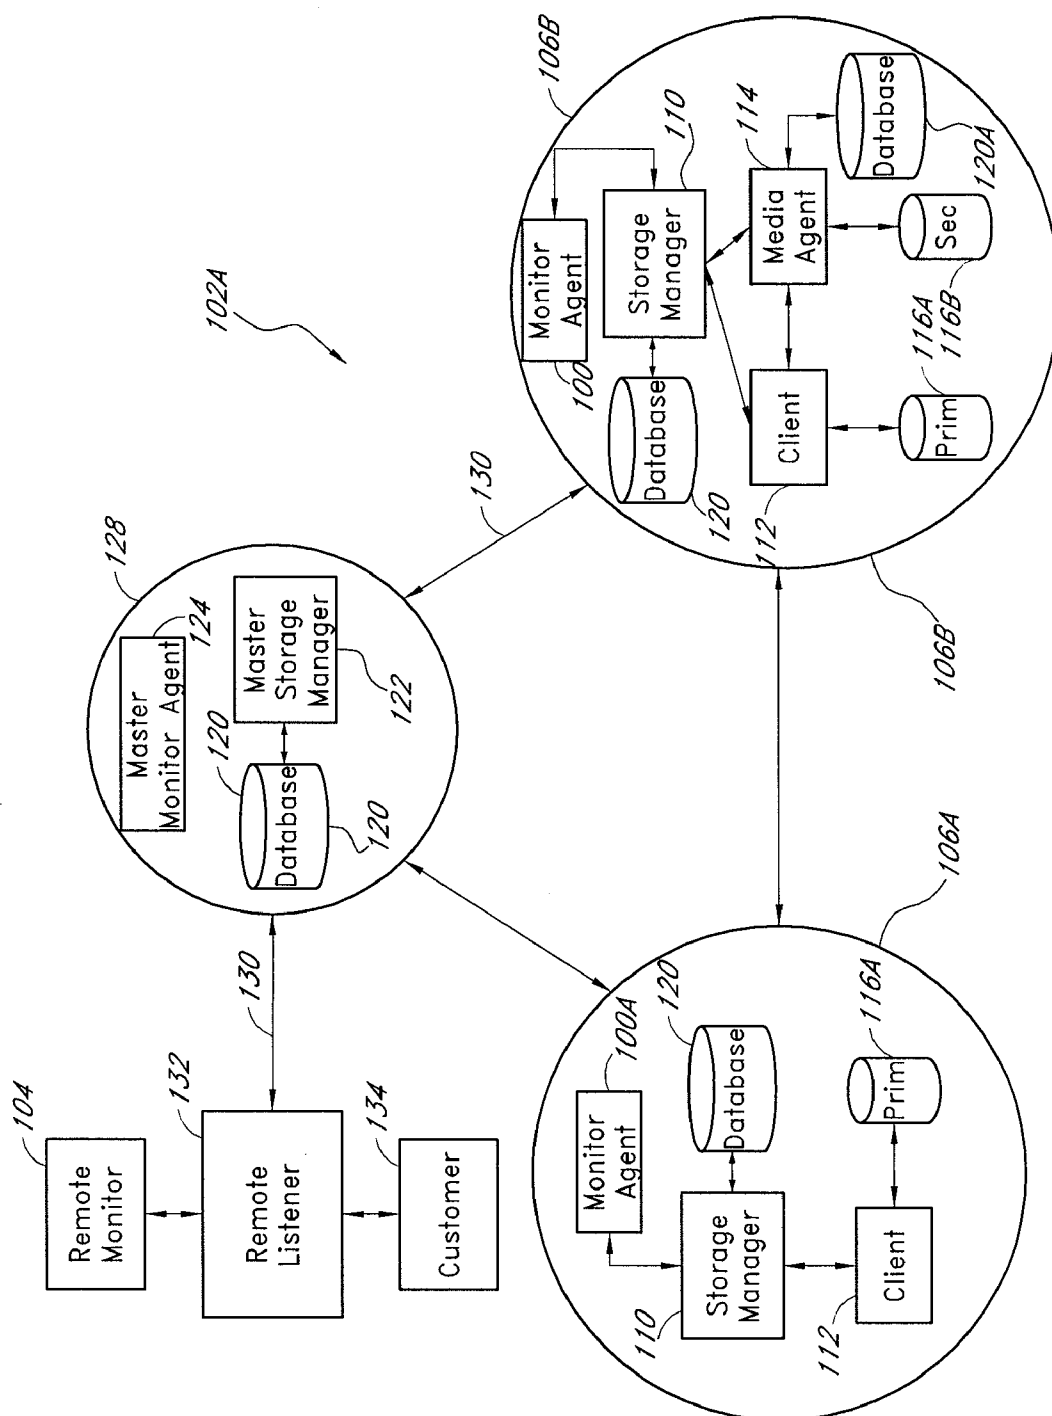 102A
104
Remote
Monitor
132
Remote
Listener
134
Customer
130
128
Master
Monitor Agent
124
120
Database
120
Master
Storage
Manager
122
130
106B
Monitor
Agent
100
Storage
Manager
110
Database
120
Client
112
Media
Agent
114
Database
120A
Prim
116A
Sec
116B
106B
106A
Monitor
Agent
100A
Storage
Manager
110
Database
120
Client
112
Prim
116A